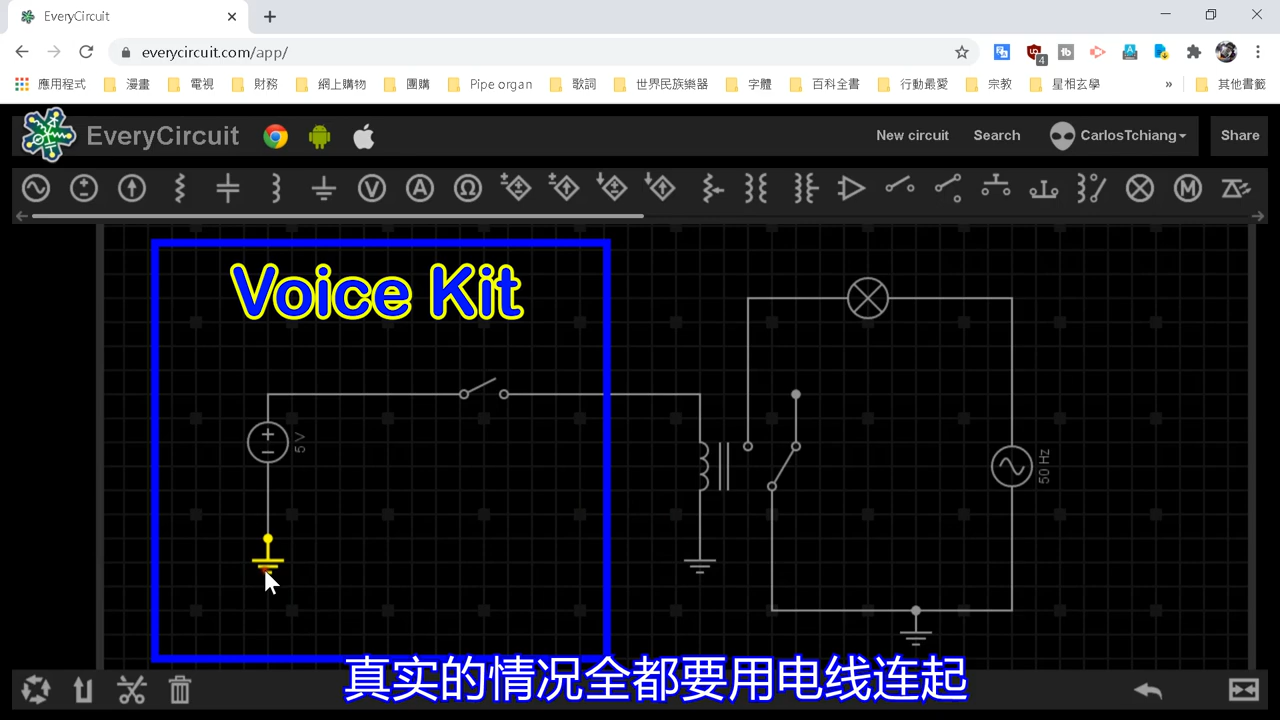 EveryCircuit
everycircuit.com/app/
4
應用程式 漫畫 電視 財務 網上購物 團購 Pipe organ 歌詞 世界民族樂器 字體 百科全書 行動最愛 宗教 星相玄學 » 其他書籤
EveryCircuit New circuit Search CarlosTchiang Share
V A Ω M
Voice Kit
5 V
50 Hz
真实的情况全都要用电线连起